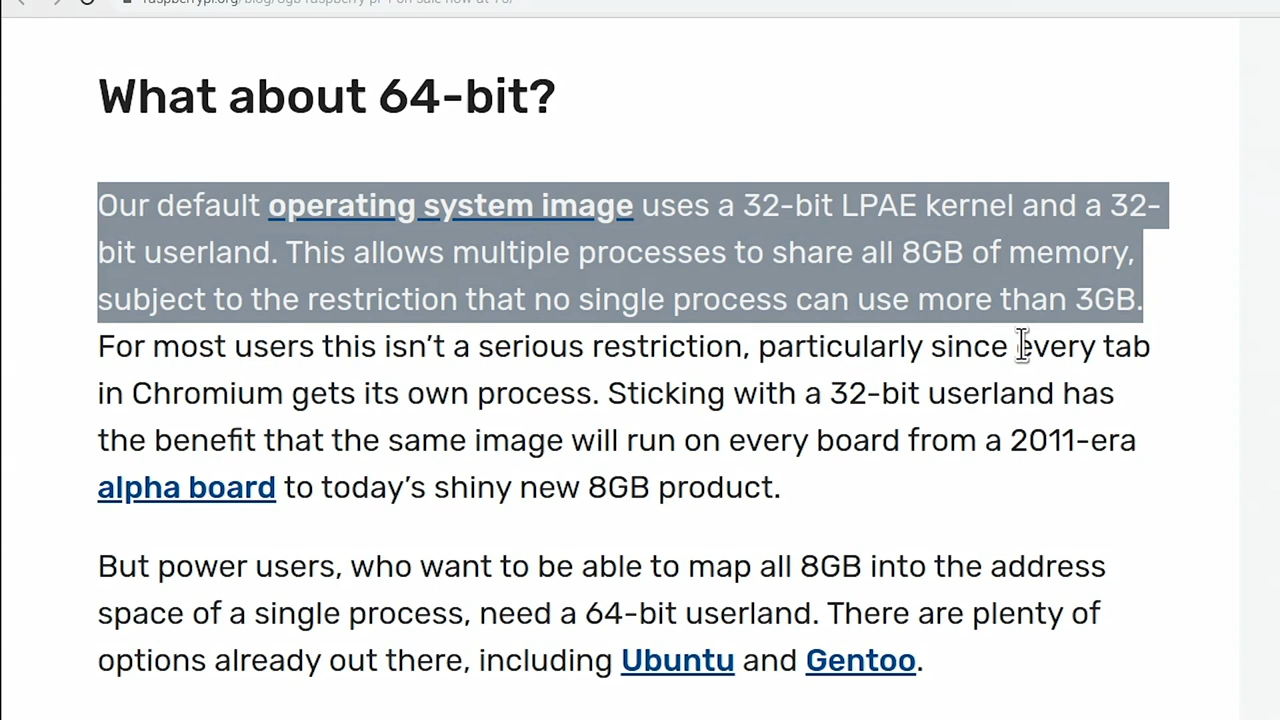 What about 64-bit?
Our default operating system image uses a 32-bit LPAE kernel and a 32-
bit userland. This allows multiple processes to share all 8GB of memory,
subject to the restriction that no single process can use more than 3GB.
For most users this isn’t a serious restriction, particularly since every tab
in Chromium gets its own process. Sticking with a 32-bit userland has
the benefit that the same image will run on every board from a 2011-era
alpha board to today’s shiny new 8GB product.
But power users, who want to be able to map all 8GB into the address
space of a single process, need a 64-bit userland. There are plenty of
options already out there, including Ubuntu and Gentoo.